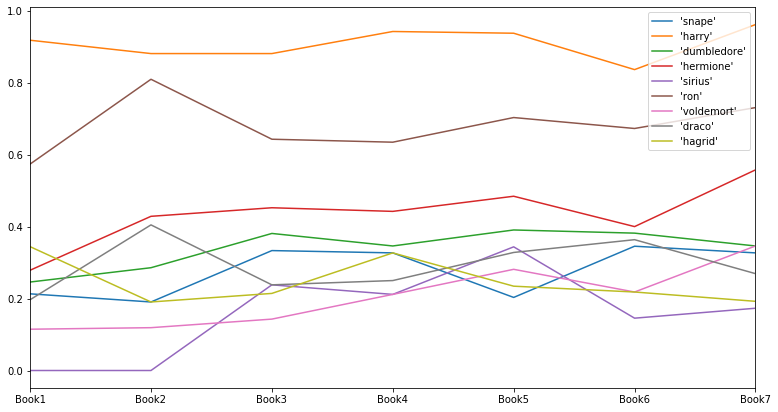 1.0
0.8
0.6
0.4
0.2
0.0
Book1 Book2 Book3 Book4 Book5 Book6 Book7
'snape'
'harry'
'dumbledore'
'hermione'
'sirius'
'ron'
'voldemort'
'draco'
'hagrid'